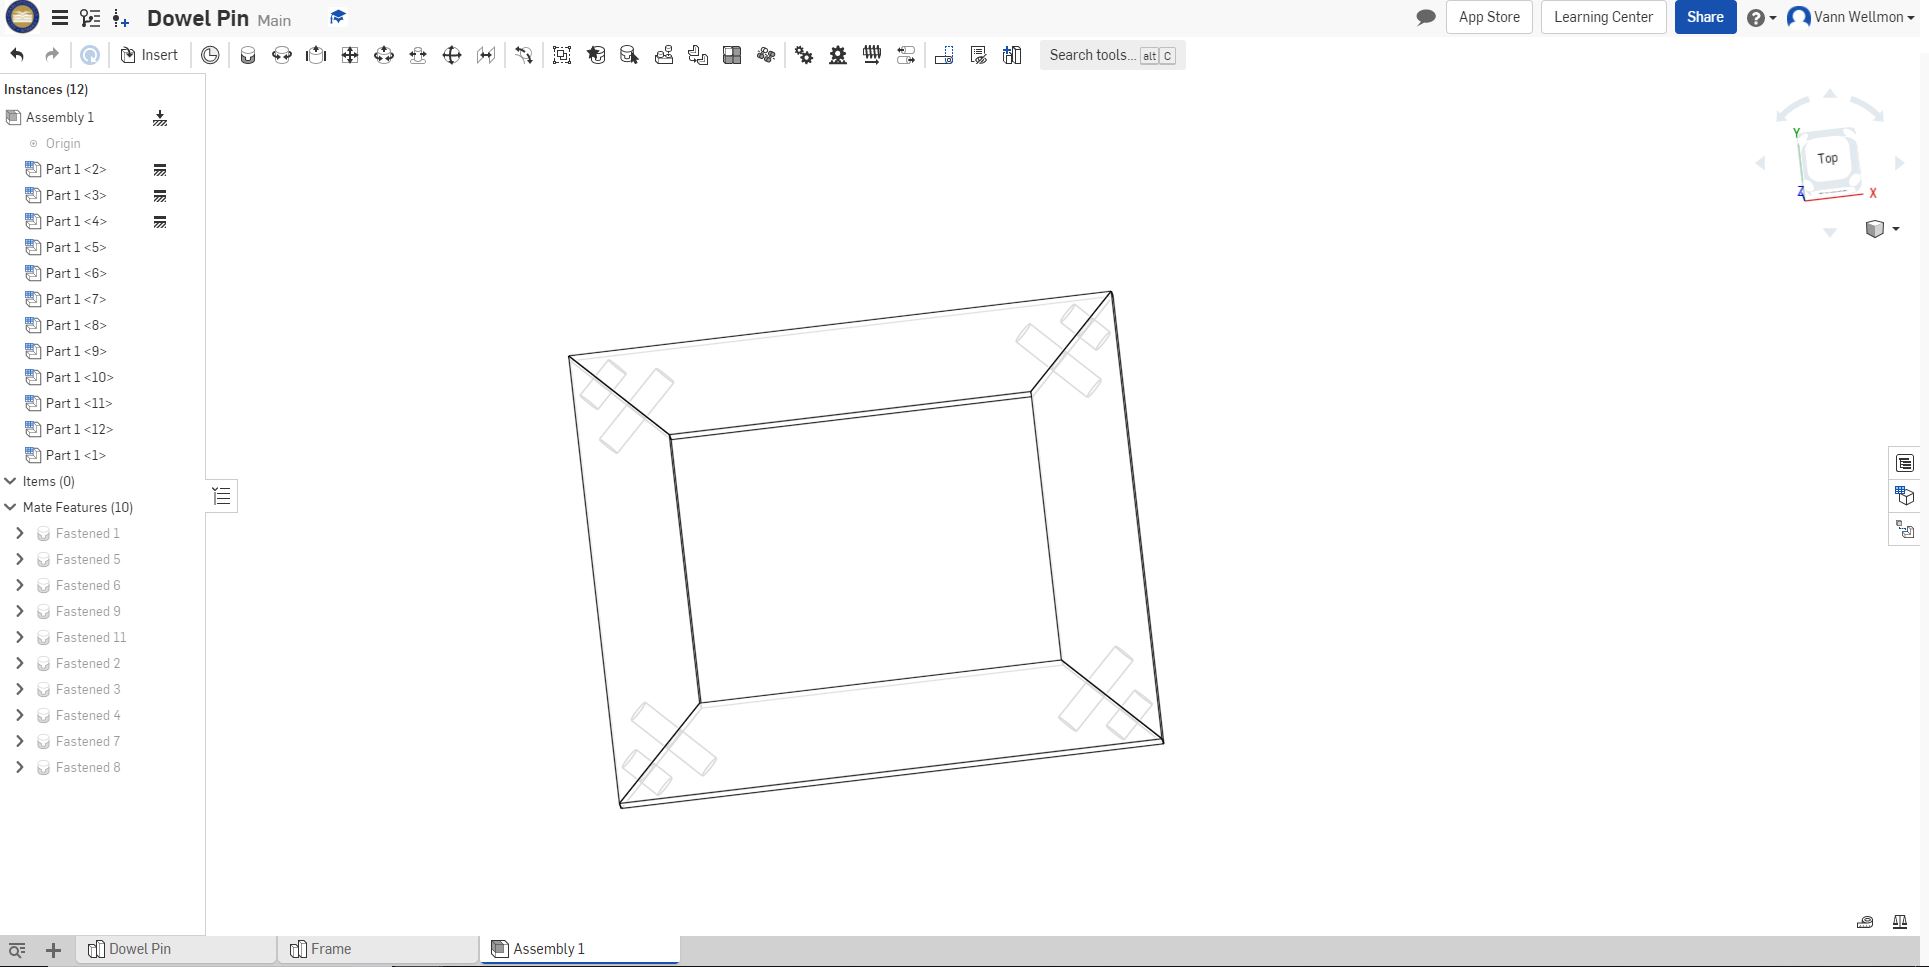 Dowel Pin Main
App Store
Learning Center
Share
Vann Wellmon
Insert
Search tools... alt C
Instances (12)
Assembly 1
Origin
Part 1 <2>
Part 1 <3>
Part 1 <4>
Part 1 <5>
Part 1 <6>
Part 1 <7>
Part 1 <8>
Part 1 <9>
Part 1 <10>
Part 1 <11>
Part 1 <12>
Part 1 <1>
Items (0)
Mate Features (10)
Fastened 1
Fastened 5
Fastened 6
Fastened 9
Fastened 11
Fastened 2
Fastened 3
Fastened 4
Fastened 7
Fastened 8
Y
Top
Z
X
Dowel Pin
Frame
Assembly 1